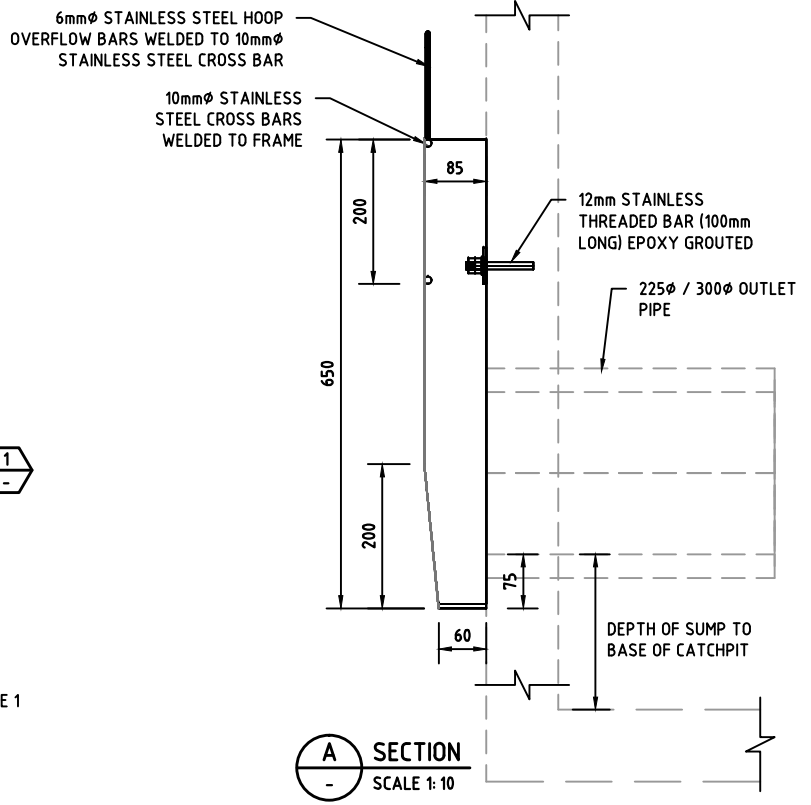 6mmø STAINLESS STEEL HOOP
OVERFLOW BARS WELDED TO 10mmø
STAINLESS STEEL CROSS BAR
10mmø STAINLESS
STEEL CROSS BARS
WELDED TO FRAME
85
200
12mm STAINLESS
THREADED BAR (100mm
LONG) EPOXY GROUTED
225ø / 300ø OUTLET
PIPE
650
1
-
200
75
60
DEPTH OF SUMP TO
BASE OF CATCHPIT
E 1
A
-
SECTION
SCALE 1:10